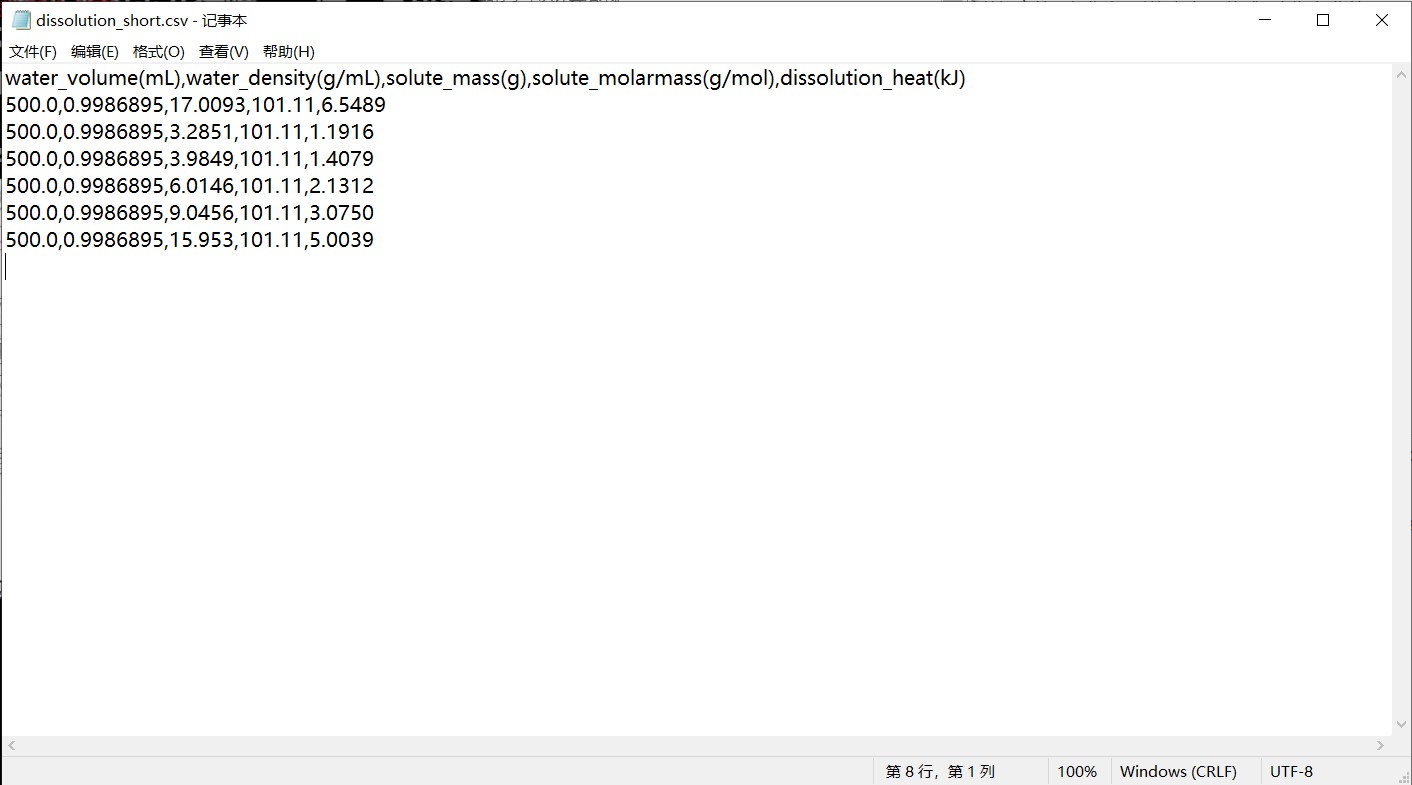 dissolution_short.csv - 记事本
文件(F) 编辑(E) 格式(O) 查看(V) 帮助(H)
water_volume(mL),water_density(g/mL),solute_mass(g),solute_molarmass(g/mol),dissolution_heat(kJ)
500.0,0.9986895,17.0093,101.11,6.5489
500.0,0.9986895,3.2851,101.11,1.1916
500.0,0.9986895,3.9849,101.11,1.4079
500.0,0.9986895,6.0146,101.11,2.1312
500.0,0.9986895,9.0456,101.11,3.0750
500.0,0.9986895,15.953,101.11,5.0039
第 8 行，第 1 列 100% Windows (CRLF) UTF-8